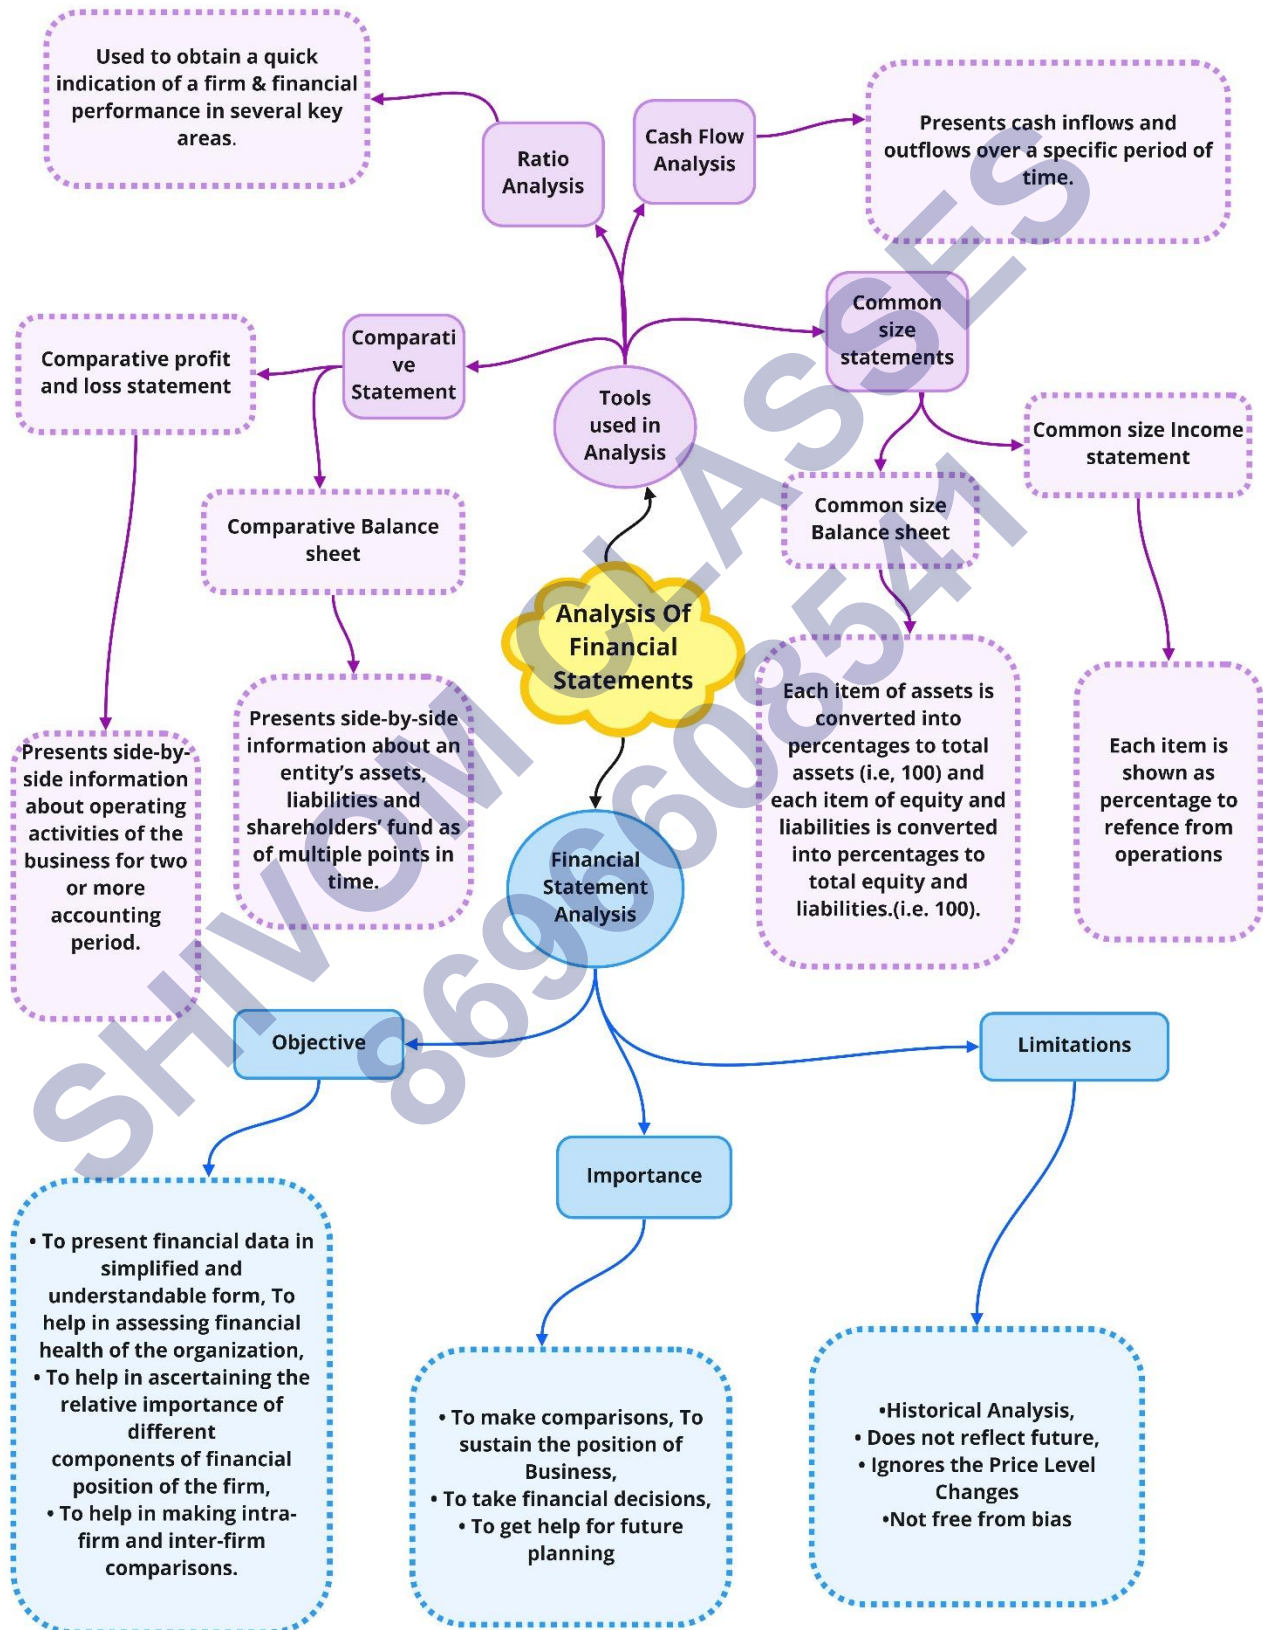 Used to obtain a quick
indication of a firm & financial
performance in several key
areas.
Ratio
Analysis
Cash Flow
Analysis
Presents cash inflows and
outflows over a specific period of
time.
Comparative profit
and loss statement
Comparati
ve
Statement
Tools
used in
Analysis
Common
size
statements
Common size Income
statement
Comparative Balance
sheet
Common size
Balance sheet
Analysis Of
Financial
Statements
Presents side-by-
side information
about operating
activities of the
business for two
or more
accounting
period.
Presents side-by-side
information about an
entity’s assets,
liabilities and
shareholders’ fund as
of multiple points in
time.
Financial
Statement
Analysis
Each item of assets is
converted into
percentages to total
assets (i.e, 100) and
each item of equity and
liabilities is converted
into percentages to
total equity and
liabilities.(i.e. 100).
Each item is
shown as
percentage to
refence from
operations
Objective
Importance
Limitations
• To present financial data in
simplified and
understandable form, To
help in assessing financial
health of the organization,
• To help in ascertaining the
relative importance of
different
components of financial
position of the firm,
• To help in making intra-
firm and inter-firm
comparisons.
• To make comparisons, To
sustain the position of
Business,
• To take financial decisions,
• To get help for future
planning
•Historical Analysis,
• Does not reflect future,
• Ignores the Price Level
Changes
•Not free from bias
SHIVOM CLASSES
8696608541